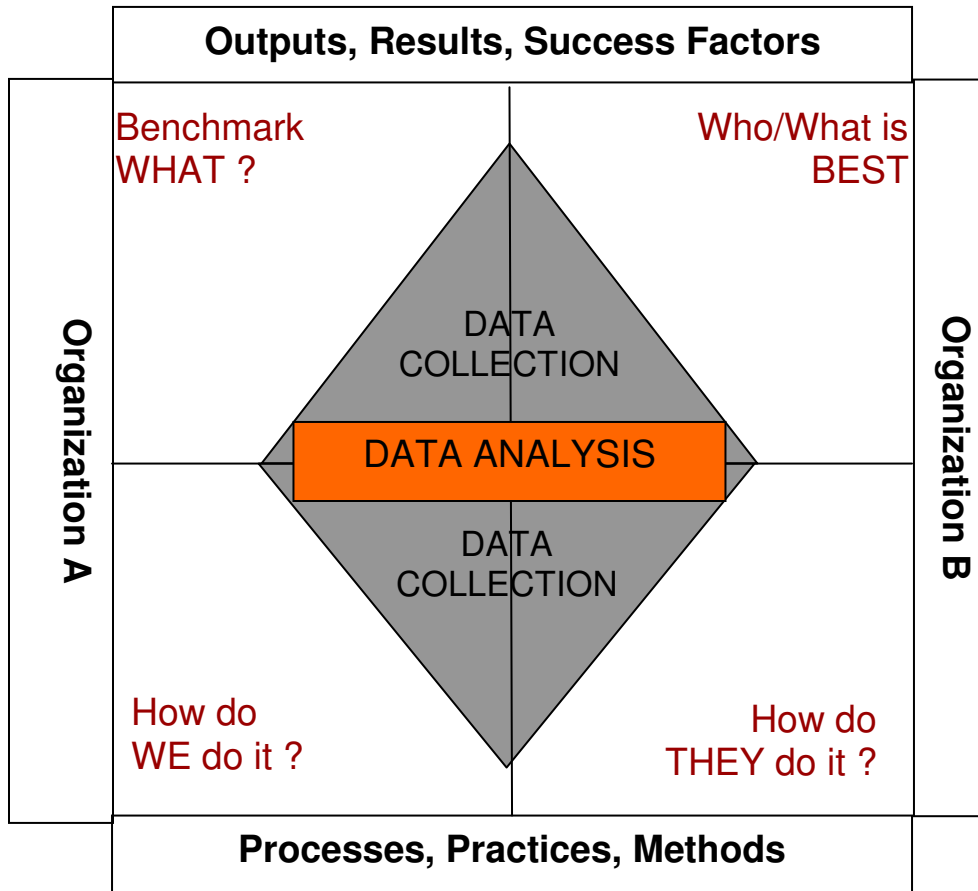 Outputs, Results, Success Factors
Benchmark
WHAT ?
Who/What is
BEST
Organization A
DATA
COLLECTION
Organization B
DATA ANALYSIS
DATA
COLLECTION
How do
WE do it ?
How do
THEY do it ?
Processes, Practices, Methods